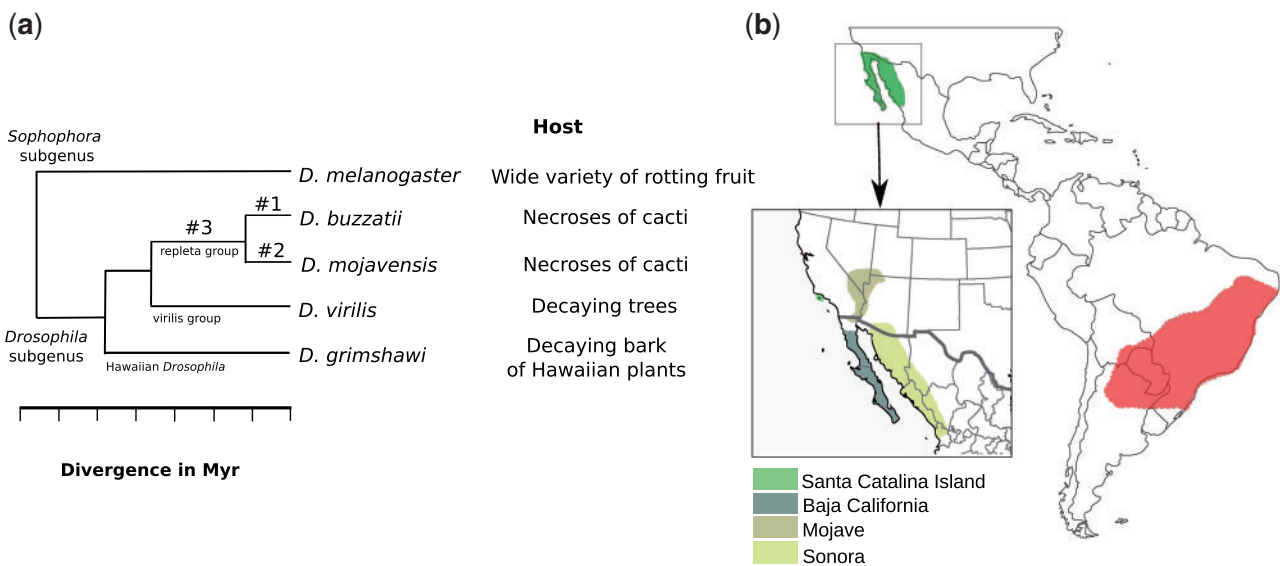 (a)
Host
Sophophora
subgenus
D. melanogaster
Wide variety of rotting fruit
#1
D. buzzatii
Necroses of cacti
#3
repleta group
#2
D. mojavensis
Necroses of cacti
D. virilis
Decaying trees
virilis group
Drosophila
subgenus
D. grimshawi
Decaying bark
of Hawaiian plants
Hawaiian Drosophila
Divergence in Myr
(b)
Santa Catalina Island
Baja California
Mojave
Sonora